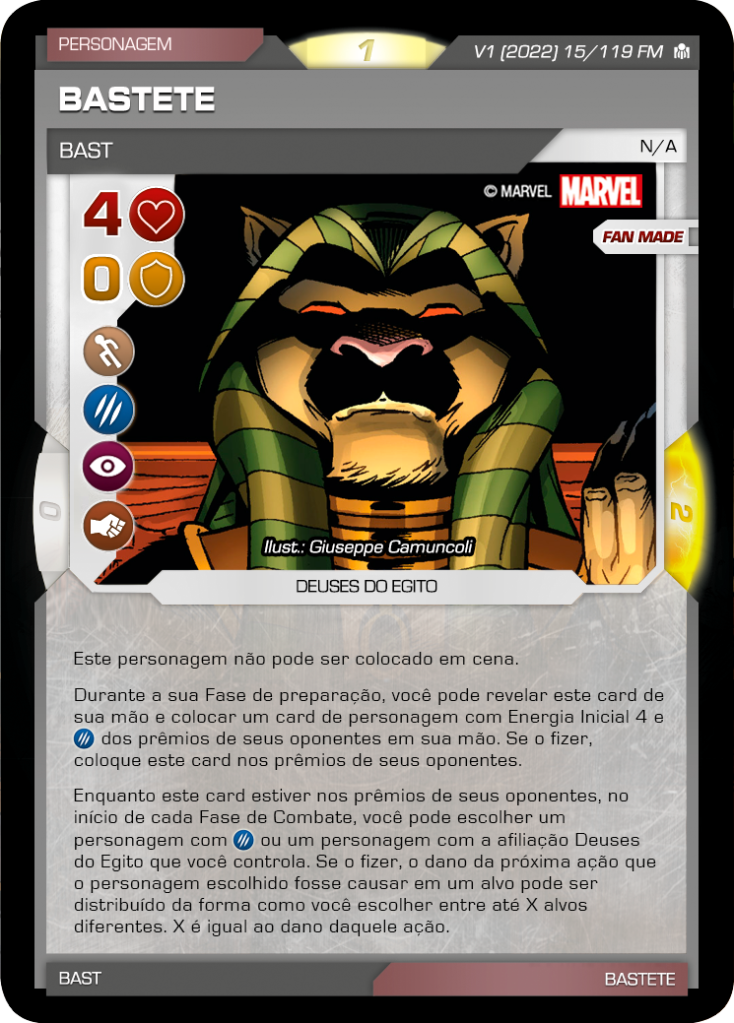 PERSONAGEM
1
V1 (2022) 15/119 FM
BASTETE
BAST
N/A
© MARVEL MARVEL
FAN MADE
4
0
0
2
Ilust.: Giuseppe Camuncoli
DEUSES DO EGITO
Este personagem não pode ser colocado em cena.
Durante a sua Fase de preparação, você pode revelar este card de
sua mão e colocar um card de personagem com Energia Inicial 4 e
dos prêmios de seus oponentes em sua mão. Se o fizer,
coloque este card nos prêmios de seus oponentes.
Enquanto este card estiver nos prêmios de seus oponentes, no
início de cada Fase de Combate, você pode escolher um
personagem com ou um personagem com a afiliação Deuses
do Egito que você controla. Se o fizer, o dano da próxima ação que
o personagem escolhido fosse causar em um alvo pode ser
distribuído da forma como você escolher entre até X alvos
diferentes. X é igual ao dano daquele ação.
BAST
BASTETE